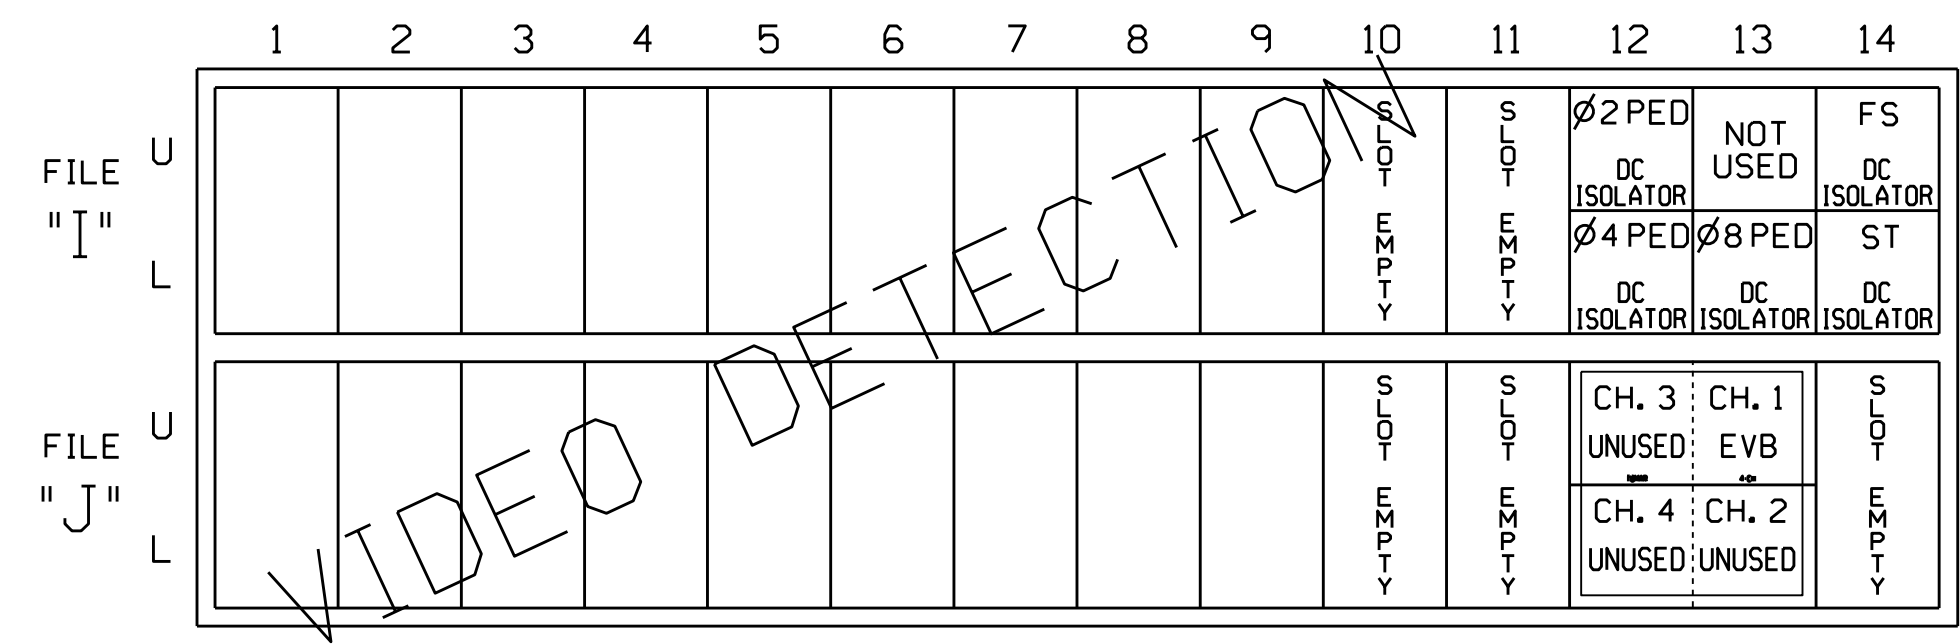 1 2 3 4 5 6 7 8 9 10 11 12 13 14
FILE
"I"
U
L
VIDEO DETECTION
SLOT EMPTY
SLOT EMPTY
Ø2 PED
DC
ISOLATOR
NOT
USED
FS
DC
ISOLATOR
Ø4 PED
DC
ISOLATOR
Ø8 PED
DC
ISOLATOR
ST
DC
ISOLATOR
FILE
"J"
U
L
SLOT EMPTY
SLOT EMPTY
CH. 3
UNUSED
CH. 1
EVB
CH. 4
UNUSED
CH. 2
UNUSED
SLOT EMPTY